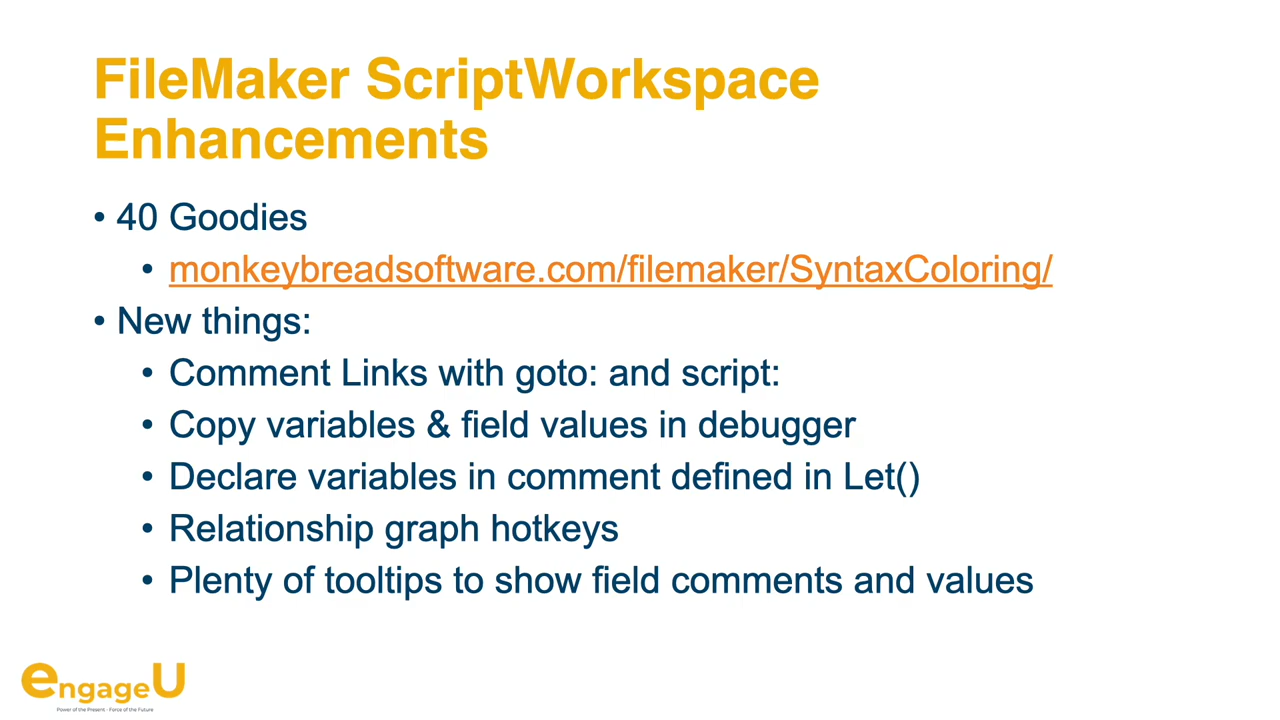 FileMaker ScriptWorkspace
Enhancements
• 40 Goodies
• monkeybreadsoftware.com/filemaker/SyntaxColoring/
• New things:
• Comment Links with goto: and script:
• Copy variables & field values in debugger
• Declare variables in comment defined in Let()
• Relationship graph hotkeys
• Plenty of tooltips to show field comments and values
engageU
Power of the Present - Force of the Future